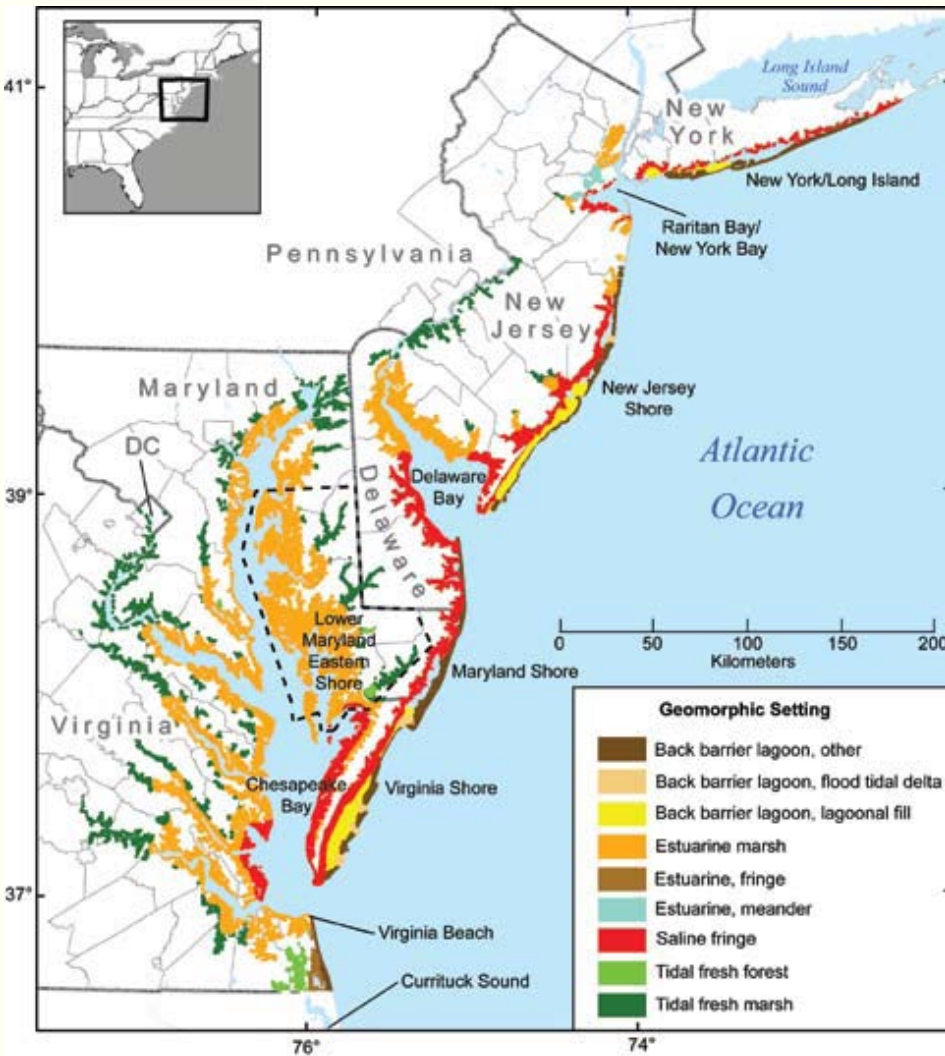 41°
39°
37°
76°
74°
Long Island
Sound
New
York
New York/Long Island
Raritan Bay/
New York Bay
Pennsylvania
New
Jersey
New Jersey
Shore
Maryland
DC
Delaware
Bay
Delaware
Atlantic
Ocean
Lower
Maryland
Eastern
Shore
0 50 100 200
Kilometers
Maryland Shore
Virginia
Chesapeake
Bay
Virginia Shore
Virginia Beach
Currituck Sound
Geomorphic Setting
Back barrier lagoon, other
Back barrier lagoon, flood tidal delta
Back barrier lagoon, lagoonal fill
Estuarine marsh
Estuarine, fringe
Estuarine, meander
Saline fringe
Tidal fresh forest
Tidal fresh marsh